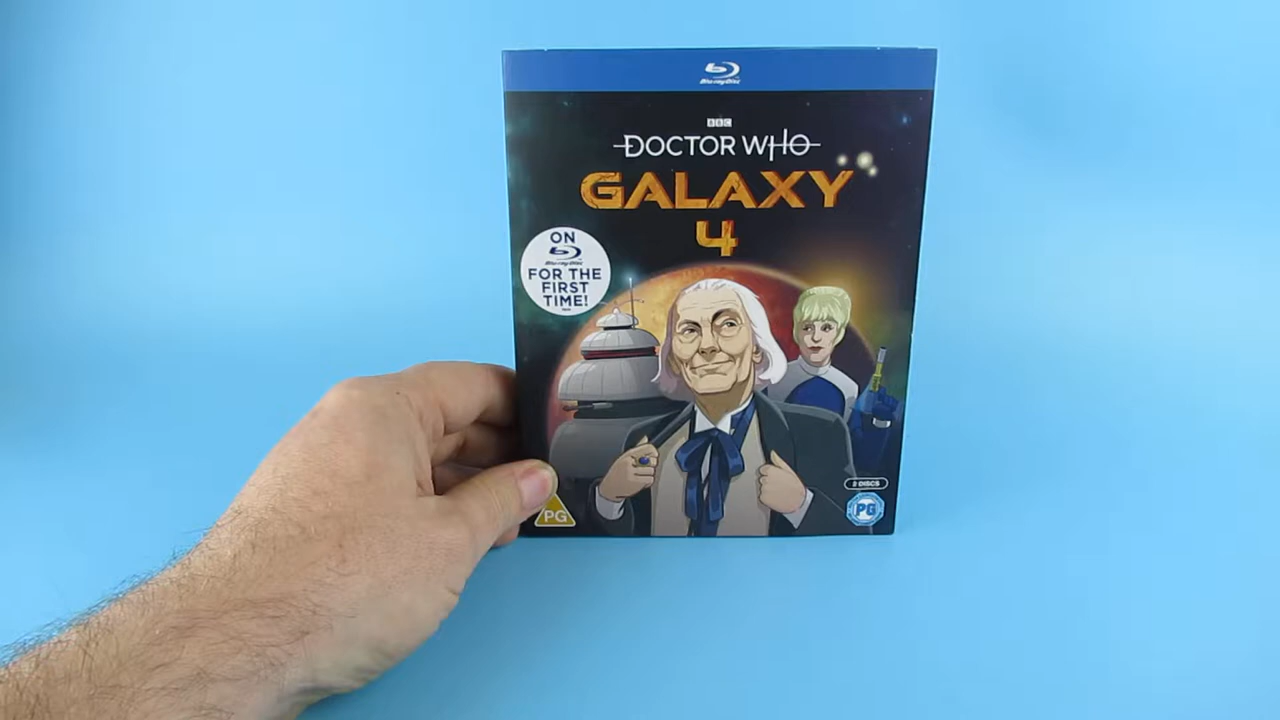 Blu-ray Disc
BBC
DOCTOR WHO
GALAXY
4
ON
Blu-ray Disc
FOR THE
FIRST
TIME!
2 DISCS
PG
PG